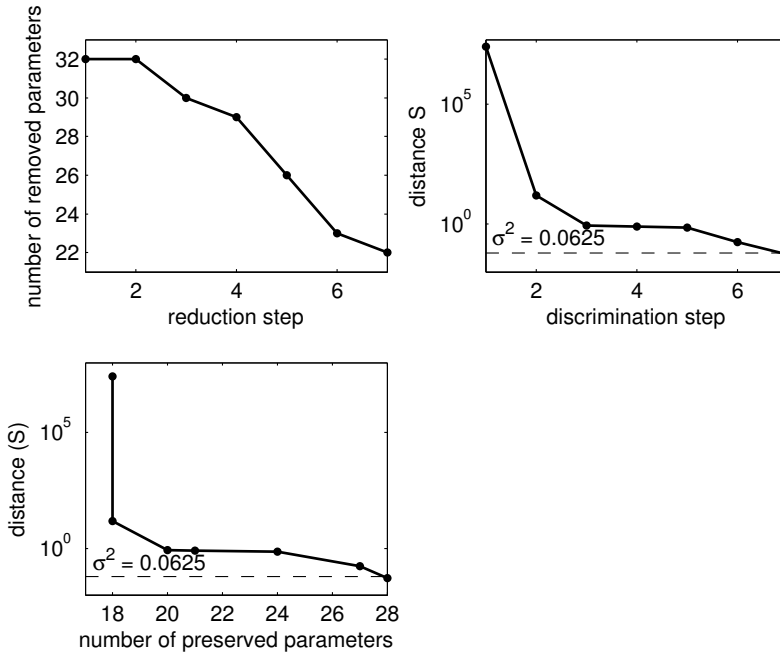 number of removed parameters
32
30
28
26
24
22
2
4
6
reduction step
distance S
10^5
10^0
σ^2 = 0.0625
2
4
6
discrimination step
distance (S)
10^5
10^0
σ^2 = 0.0625
18
20
22
24
26
28
number of preserved parameters